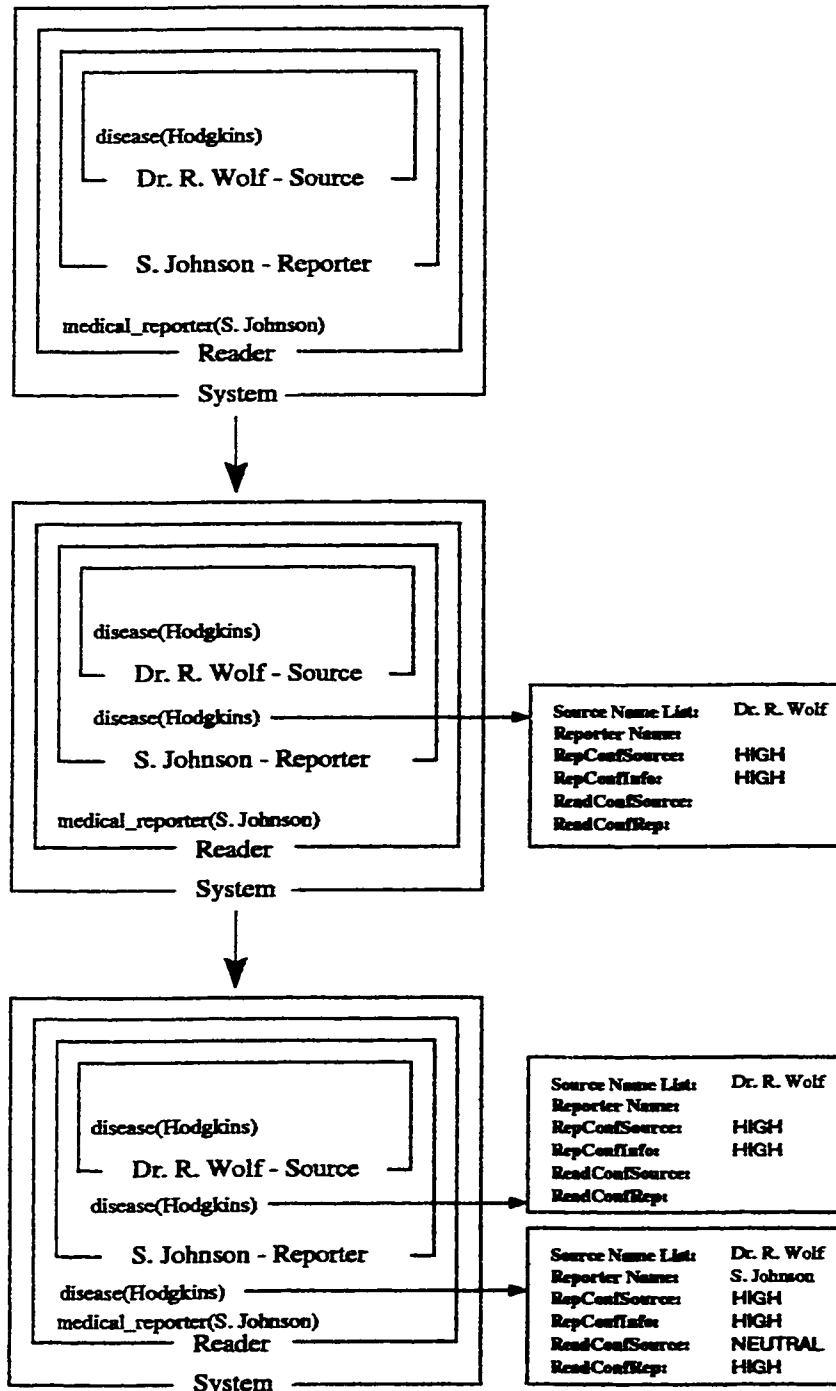 disease(Hodgkins)
Dr. R. Wolf - Source
S. Johnson - Reporter
medical_reporter(S. Johnson)
Reader
System
disease(Hodgkins)
Dr. R. Wolf - Source
disease(Hodgkins)
S. Johnson - Reporter
medical_reporter(S. Johnson)
Reader
System
Source Name List: Dr. R. Wolf
Reporter Name:
RepConfSource: HIGH
RepConfInfo: HIGH
ReadConfSource:
ReadConfRep:
disease(Hodgkins)
Dr. R. Wolf - Source
disease(Hodgkins)
S. Johnson - Reporter
disease(Hodgkins)
medical_reporter(S. Johnson)
Reader
System
Source Name List: Dr. R. Wolf
Reporter Name:
RepConfSource: HIGH
RepConfInfo: HIGH
ReadConfSource:
ReadConfRep:
Source Name List: Dr. R. Wolf
Reporter Name: S. Johnson
RepConfSource: HIGH
RepConfInfo: HIGH
ReadConfSource: NEUTRAL
ReadConfRep: HIGH